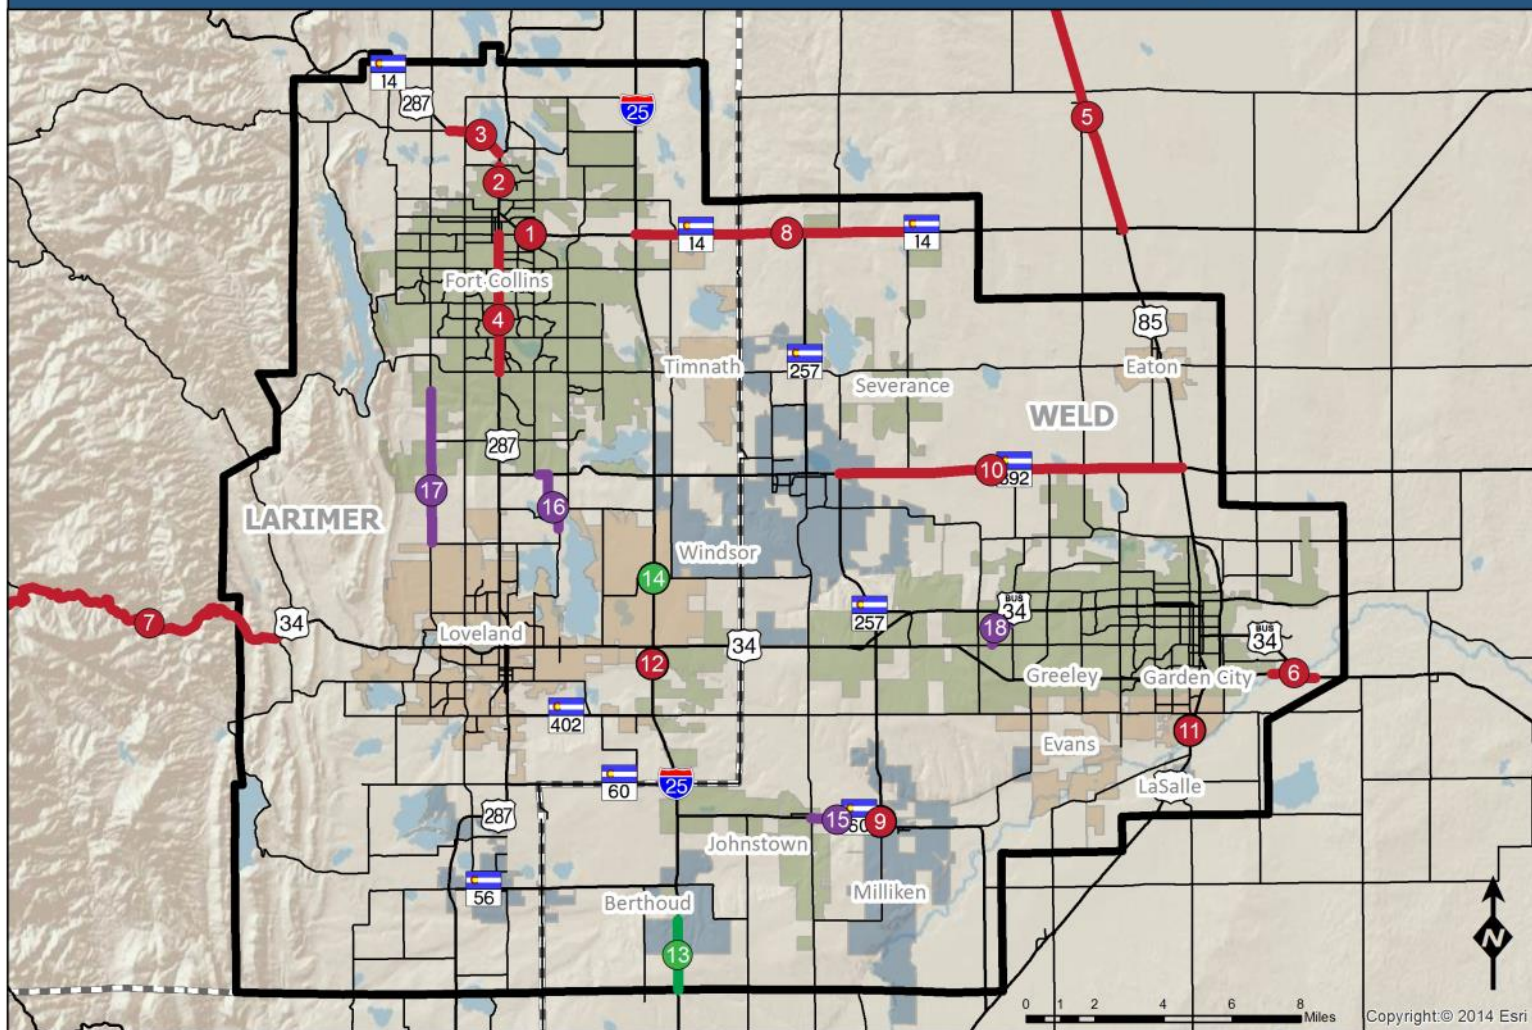 14
287
25
5
3
2
1
14
8
14
Fort Collins
4
85
257
Timnath
Eaton
Severance
WELD
287
10
392
17
16
LARIMER
Windsor
14
BUS
34
257
7
34
18
Loveland
34
BUS
34
12
6
Greeley
Garden City
402
11
Evans
25
60
LaSalle
287
15
60
9
Johnstown
56
Milliken
Berthoud
13
N
0 1 2 4 6 8
Miles
Copyright:© 2014 Esri